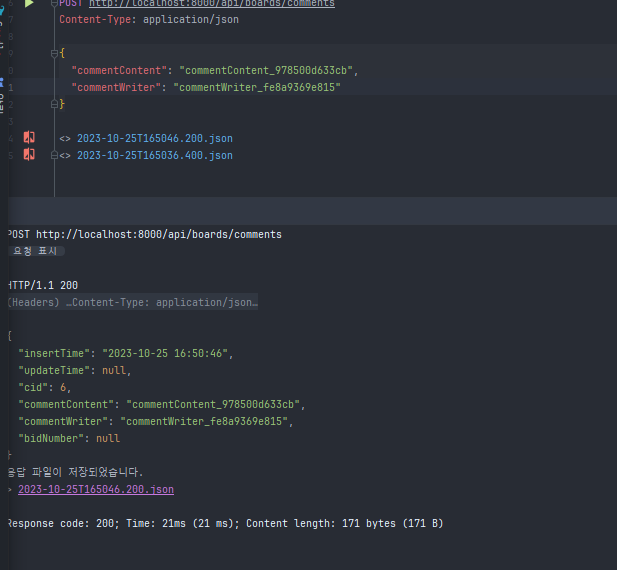 POST http://localhost:8000/api/boards/comments
Content-Type: application/json
{
"commentContent": "commentContent_978500d633cb",
"commentWriter": "commentWriter_fe8a9369e815"
}
<> 2023-10-25T165046.200.json
<> 2023-10-25T165036.400.json
POST http://localhost:8000/api/boards/comments
요청 표시
HTTP/1.1 200
(Headers) …Content-Type: application/json…
{
"insertTime": "2023-10-25 16:50:46",
"updateTime": null,
"cid": 6,
"commentContent": "commentContent_978500d633cb",
"commentWriter": "commentWriter_fe8a9369e815",
"bidNumber": null
}
응답 파일이 저장되었습니다.
> 2023-10-25T165046.200.json
Response code: 200; Time: 21ms (21 ms); Content length: 171 bytes (171 B)